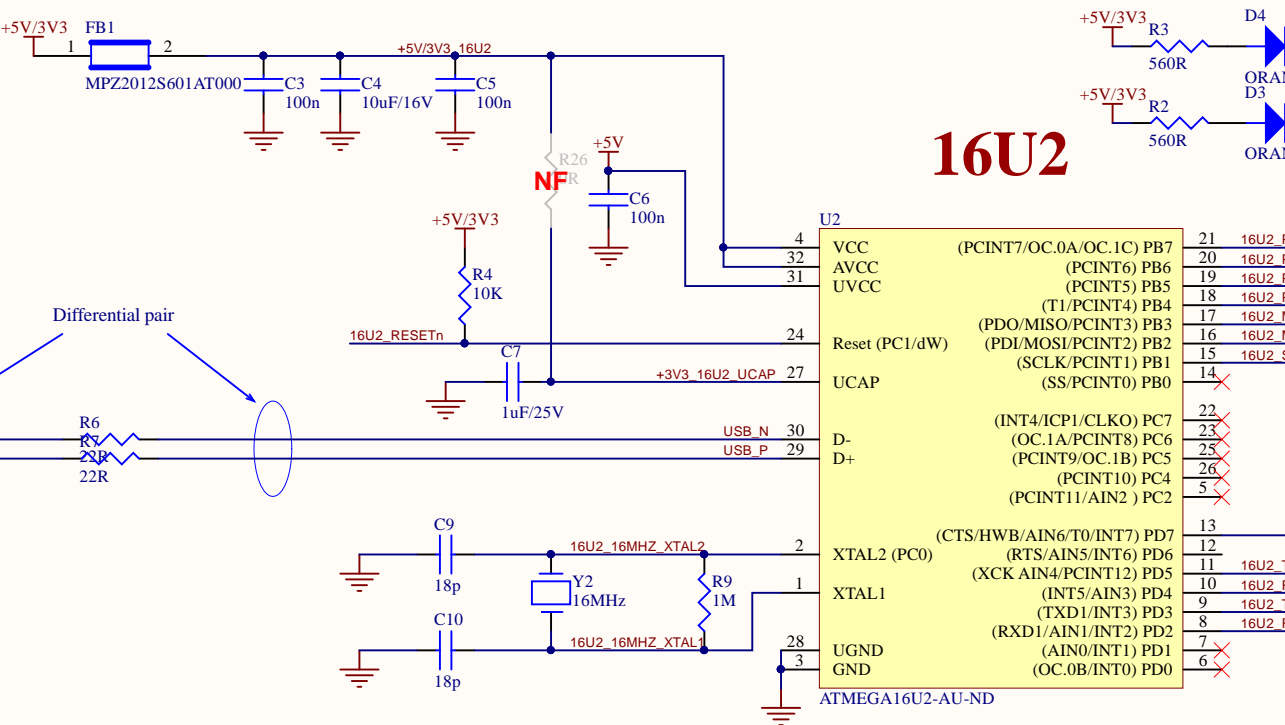 +5V/3V3
FB1
1
2
MPZ2012S601AT000
+5V/3V3_16U2
C3
100n
C4
10uF/16V
C5
100n
R26
NF
+5V
C6
100n
+5V/3V3
R3
560R
D4
+5V/3V3
R2
560R
D3
16U2
+5V/3V3
R4
10K
16U2_RESETn
C7
1uF/25V
+3V3_16U2_UCAP
Differential pair
R6
R7
22R
22R
USB_N
USB_P
C9
18p
16U2_16MHZ_XTAL2
Y2
16MHz
R9
1M
C10
18p
16U2_16MHZ_XTAL1
U2
4 VCC
32 AVCC
31 UVCC
24 Reset (PC1/dW)
27 UCAP
30 D-
29 D+
2 XTAL2 (PC0)
1 XTAL1
28 UGND
3 GND
(PCINT7/OC.0A/OC.1C) PB7 21
(PCINT6) PB6 20
(PCINT5) PB5 19
(T1/PCINT4) PB4 18
(PDO/MISO/PCINT3) PB3 17
(PDI/MOSI/PCINT2) PB2 16
(SCLK/PCINT1) PB1 15
(SS/PCINT0) PB0 14
(INT4/ICP1/CLKO) PC7 22
(OC.1A/PCINT8) PC6 23
(PCINT9/OC.1B) PC5 25
(PCINT10) PC4 26
(PCINT11/AIN2 ) PC2 5
(CTS/HWB/AIN6/T0/INT7) PD7 13
(RTS/AIN5/INT6) PD6 12
(XCK AIN4/PCINT12) PD5 11
(INT5/AIN3) PD4 10
(TXD1/INT3) PD3 9
(RXD1/AIN1/INT2) PD2 8
(AIN0/INT1) PD1 7
(OC.0B/INT0) PD0 6
ATMEGA16U2-AU-ND